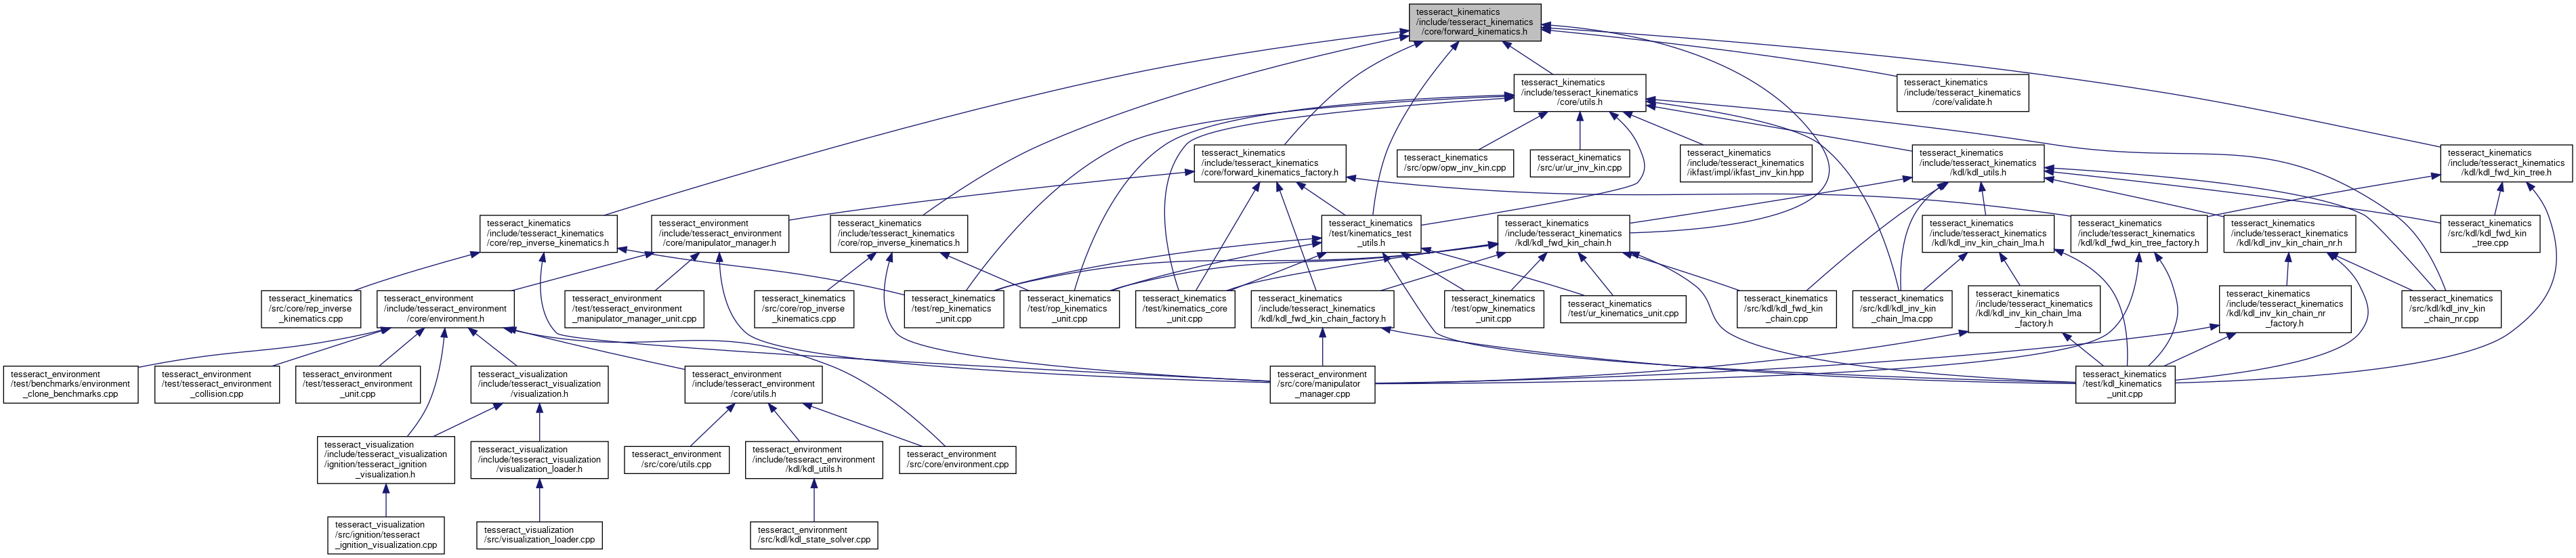 tesseract_kinematics
/include/tesseract_kinematics
/core/forward_kinematics.h
tesseract_kinematics
/include/tesseract_kinematics
/core/utils.h
tesseract_kinematics
/include/tesseract_kinematics
/core/validate.h
tesseract_kinematics
/include/tesseract_kinematics
/core/forward_kinematics_factory.h
tesseract_kinematics
/src/opw/opw_inv_kin.cpp
tesseract_kinematics
/src/ur/ur_inv_kin.cpp
tesseract_kinematics
/include/tesseract_kinematics
/ikfast/impl/ikfast_inv_kin.hpp
tesseract_kinematics
/include/tesseract_kinematics
/kdl/kdl_utils.h
tesseract_kinematics
/include/tesseract_kinematics
/kdl/kdl_fwd_kin_tree.h
tesseract_kinematics
/include/tesseract_kinematics
/core/rep_inverse_kinematics.h
tesseract_environment
/include/tesseract_environment
/core/manipulator_manager.h
tesseract_kinematics
/include/tesseract_kinematics
/core/rop_inverse_kinematics.h
tesseract_kinematics
/test/kinematics_test
_utils.h
tesseract_kinematics
/include/tesseract_kinematics
/kdl/kdl_fwd_kin_chain.h
tesseract_kinematics
/include/tesseract_kinematics
/kdl/kdl_inv_kin_chain_lma.h
tesseract_kinematics
/include/tesseract_kinematics
/kdl/kdl_fwd_kin_tree_factory.h
tesseract_kinematics
/include/tesseract_kinematics
/kdl/kdl_inv_kin_chain_nr.h
tesseract_kinematics
/src/kdl/kdl_fwd_kin
_tree.cpp
tesseract_kinematics
/src/core/rep_inverse
_kinematics.cpp
tesseract_environment
/include/tesseract_environment
/core/environment.h
tesseract_environment
/test/tesseract_environment
_manipulator_manager_unit.cpp
tesseract_kinematics
/src/core/rop_inverse
_kinematics.cpp
tesseract_kinematics
/test/rep_kinematics
_unit.cpp
tesseract_kinematics
/test/rop_kinematics
_unit.cpp
tesseract_kinematics
/test/kinematics_core
_unit.cpp
tesseract_kinematics
/include/tesseract_kinematics
/kdl/kdl_fwd_kin_chain_factory.h
tesseract_kinematics
/test/opw_kinematics
_unit.cpp
tesseract_kinematics
/test/ur_kinematics_unit.cpp
tesseract_kinematics
/src/kdl/kdl_fwd_kin
_chain.cpp
tesseract_kinematics
/src/kdl/kdl_inv_kin
_chain_lma.cpp
tesseract_kinematics
/include/tesseract_kinematics
/kdl/kdl_inv_kin_chain_lma
_factory.h
tesseract_kinematics
/include/tesseract_kinematics
/kdl/kdl_inv_kin_chain_nr
_factory.h
tesseract_kinematics
/src/kdl/kdl_inv_kin
_chain_nr.cpp
tesseract_environment
/test/benchmarks/environment
_clone_benchmarks.cpp
tesseract_environment
/test/tesseract_environment
_collision.cpp
tesseract_environment
/test/tesseract_environment
_unit.cpp
tesseract_visualization
/include/tesseract_visualization
/visualization.h
tesseract_environment
/include/tesseract_environment
/core/utils.h
tesseract_environment
/src/core/manipulator
_manager.cpp
tesseract_kinematics
/test/kdl_kinematics
_unit.cpp
tesseract_visualization
/include/tesseract_visualization
/ignition/tesseract_ignition
_visualization.h
tesseract_visualization
/include/tesseract_visualization
/visualization_loader.h
tesseract_environment
/src/core/utils.cpp
tesseract_environment
/include/tesseract_environment
/kdl/kdl_utils.h
tesseract_environment
/src/core/environment.cpp
tesseract_visualization
/src/ignition/tesseract
_ignition_visualization.cpp
tesseract_visualization
/src/visualization_loader.cpp
tesseract_environment
/src/kdl/kdl_state_solver.cpp